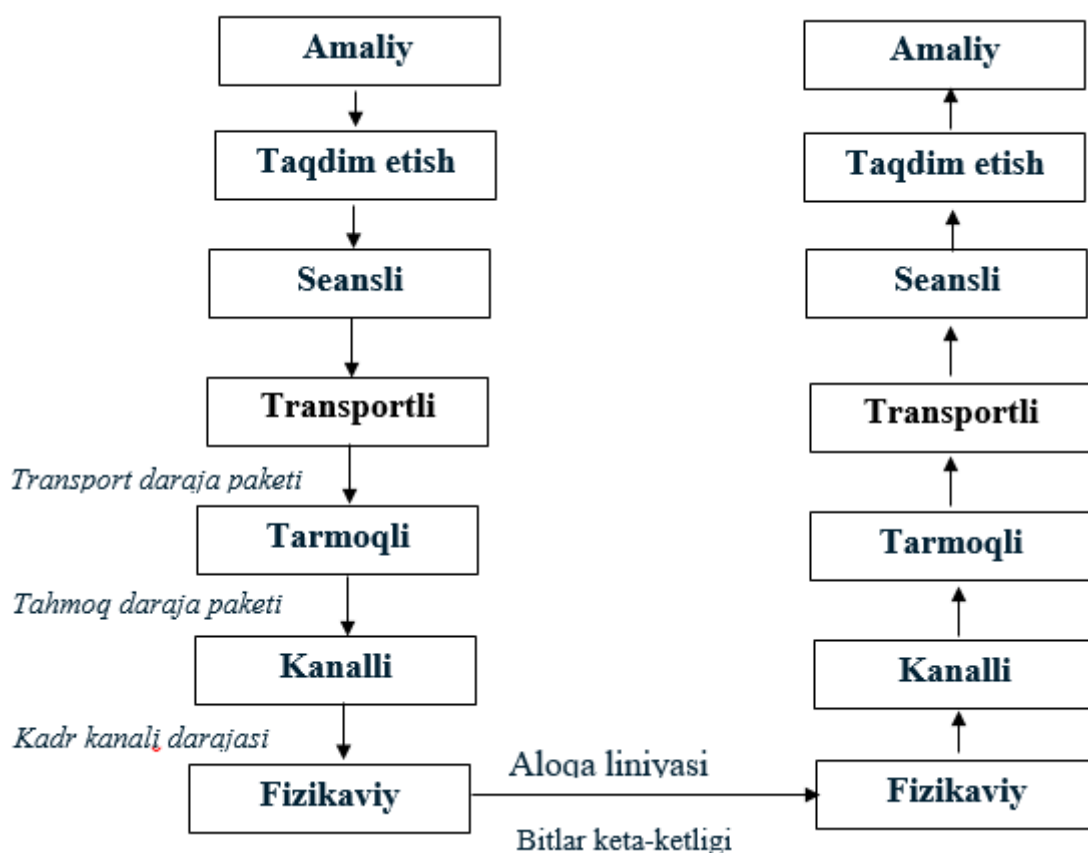 Amaliy
Taqdim etish
Seansli
Transportli
Transport daraja paketi
Tarmoqli
Tahmoq daraja paketi
Kanalli
Kadr kanali darajasi
Fizikaviy
Aloqa liniyasi
Bitlar keta-ketligi
Amaliy
Taqdim etish
Seansli
Transportli
Tarmoqli
Kanalli
Fizikaviy